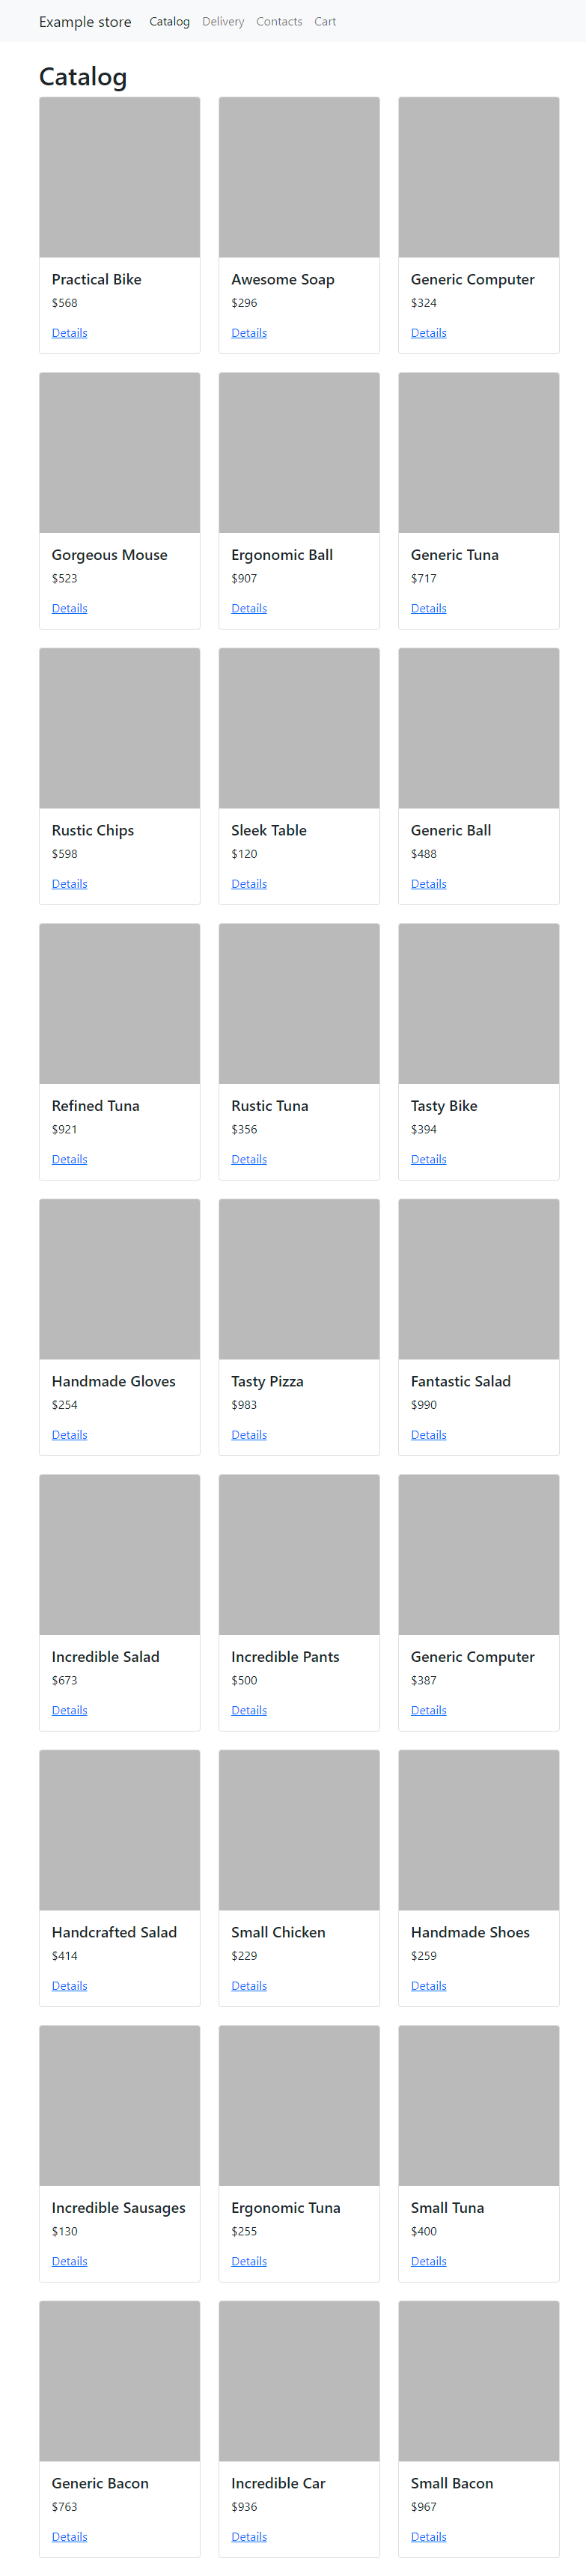 Example store Catalog Delivery Contacts Cart
Catalog
Practical Bike
$568
Details
Awesome Soap
$296
Details
Generic Computer
$324
Details
Gorgeous Mouse
$523
Details
Ergonomic Ball
$907
Details
Generic Tuna
$717
Details
Rustic Chips
$598
Details
Sleek Table
$120
Details
Generic Ball
$488
Details
Refined Tuna
$921
Details
Rustic Tuna
$356
Details
Tasty Bike
$394
Details
Handmade Gloves
$254
Details
Tasty Pizza
$983
Details
Fantastic Salad
$990
Details
Incredible Salad
$673
Details
Incredible Pants
$500
Details
Generic Computer
$387
Details
Handcrafted Salad
$414
Details
Small Chicken
$229
Details
Handmade Shoes
$259
Details
Incredible Sausages
$130
Details
Ergonomic Tuna
$255
Details
Small Tuna
$400
Details
Generic Bacon
$763
Details
Incredible Car
$936
Details
Small Bacon
$967
Details